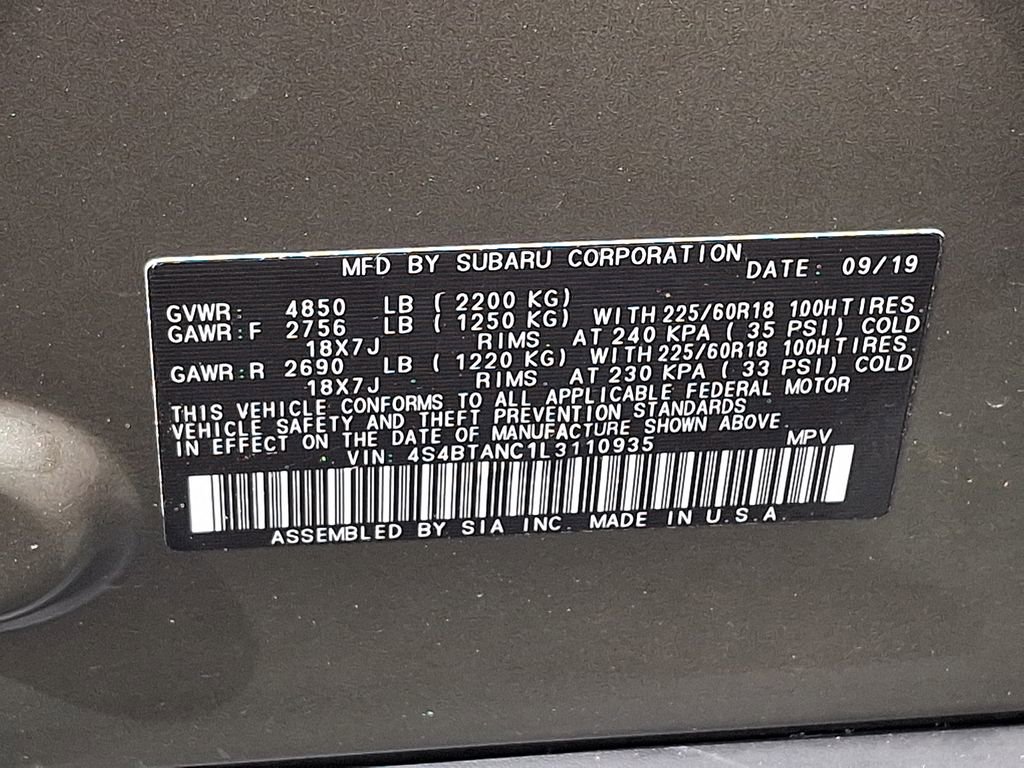 MFD BY SUBARU CORPORATION DATE: 09/19
GVWR: 4850 LB ( 2200 KG)
GAWR:F 2756 LB ( 1250 KG) WITH 225/60R18 100H TIRES.
18X7J RIMS. AT 240 KPA ( 35 PSI) COLD
GAWR:R 2690 LB ( 1220 KG) WITH 225/60R18 100H TIRES.
18X7J RIMS. AT 230 KPA ( 33 PSI) COLD
THIS VEHICLE CONFORMS TO ALL APPLICABLE FEDERAL MOTOR
VEHICLE SAFETY AND THEFT PREVENTION STANDARDS
IN EFFECT ON THE DATE OF MANUFACTURE SHOWN ABOVE.
VIN: 4S4BTANC1L3110935 MPV
ASSEMBLED BY SIA INC. MADE IN U.S.A.